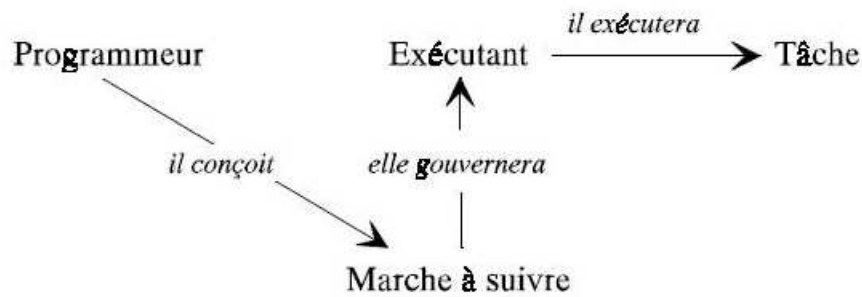 il exécutera
Programmeur Exécutant Tâche
il conçoit elle gouvernera
Marche à suivre